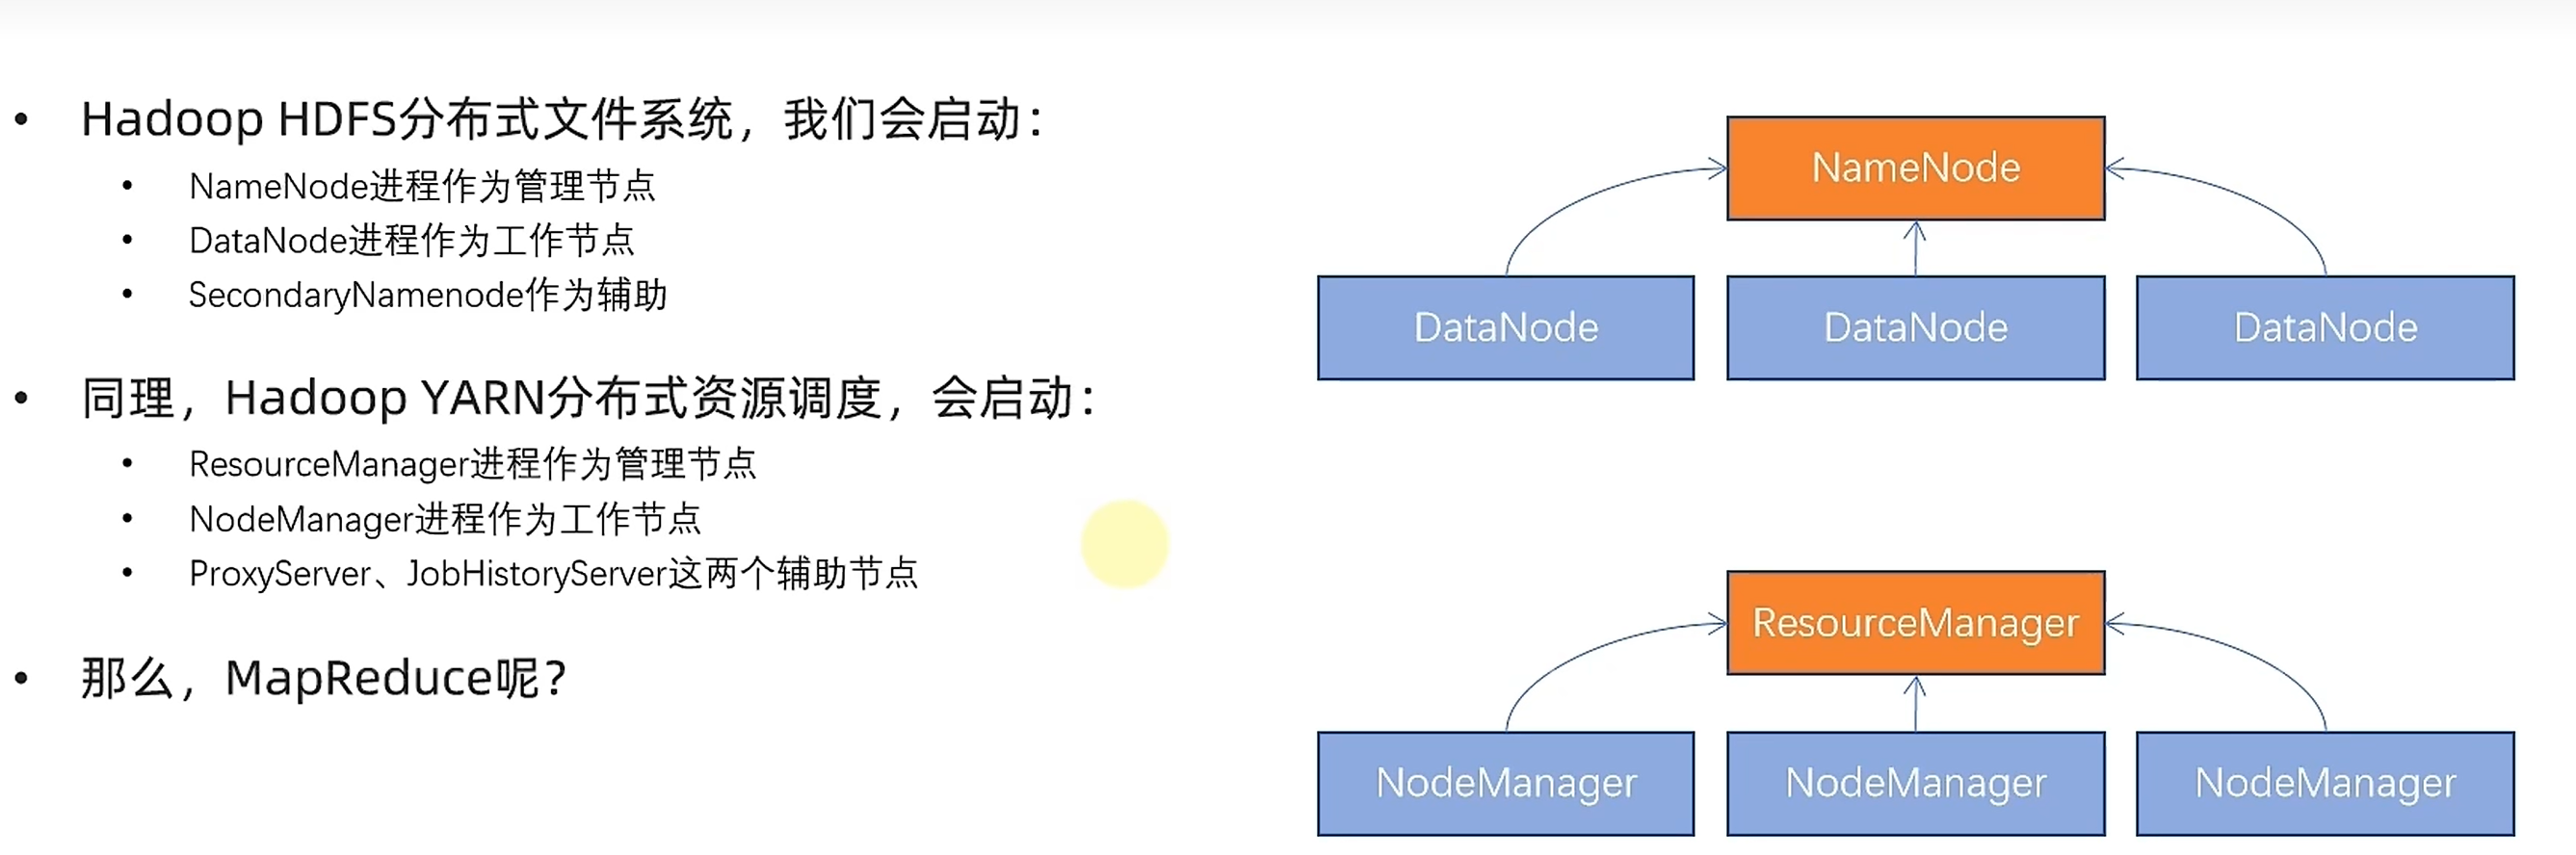 Hadoop HDFS分布式文件系统，我们会启动：
NameNode进程作为管理节点
DataNode进程作为工作节点
SecondaryNamenode作为辅助
同理，Hadoop YARN分布式资源调度，会启动：
ResourceManager进程作为管理节点
NodeManager进程作为工作节点
ProxyServer、JobHistoryServer这两个辅助节点
那么，MapReduce呢？
NameNode
DataNode
DataNode
DataNode
ResourceManager
NodeManager
NodeManager
NodeManager